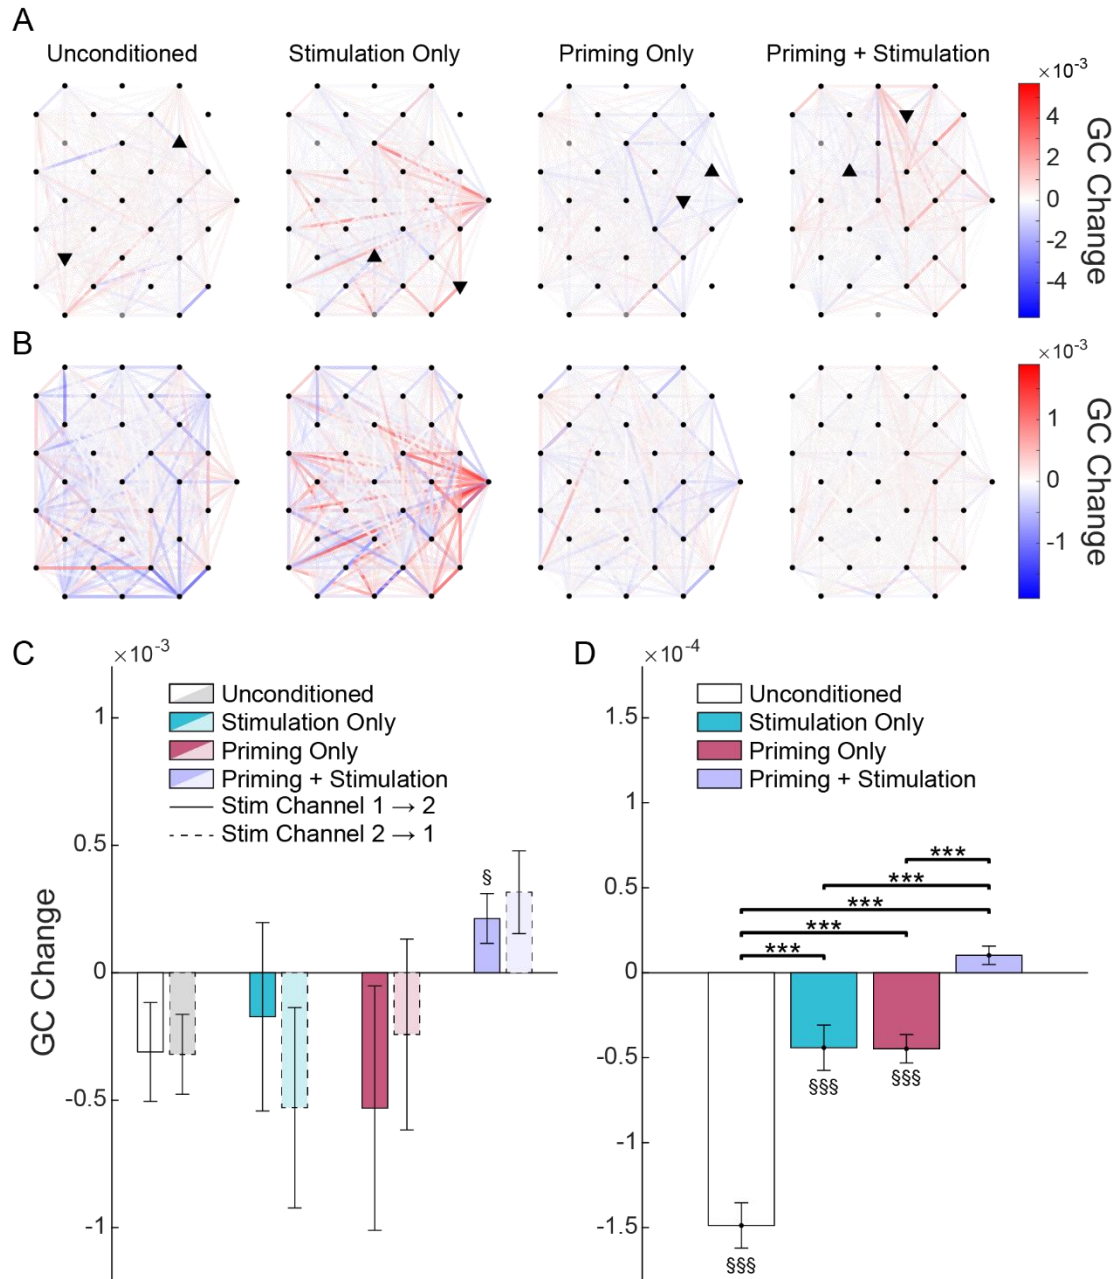 A
Unconditioned
Stimulation Only
Priming Only
Priming + Stimulation
×10⁻³
4
2
0
-2
-4
GC Change
B
×10⁻³
1
0
-1
GC Change
C
×10⁻³
1
0.5
0
-0.5
-1
GC Change
Unconditioned
Stimulation Only
Priming Only
Priming + Stimulation
Stim Channel 1 → 2
Stim Channel 2 → 1
§
D
×10⁻⁴
1.5
1
0.5
0
-0.5
-1
-1.5
Unconditioned
Stimulation Only
Priming Only
Priming + Stimulation
***
***
***
***
***
§§§
§§§
§§§